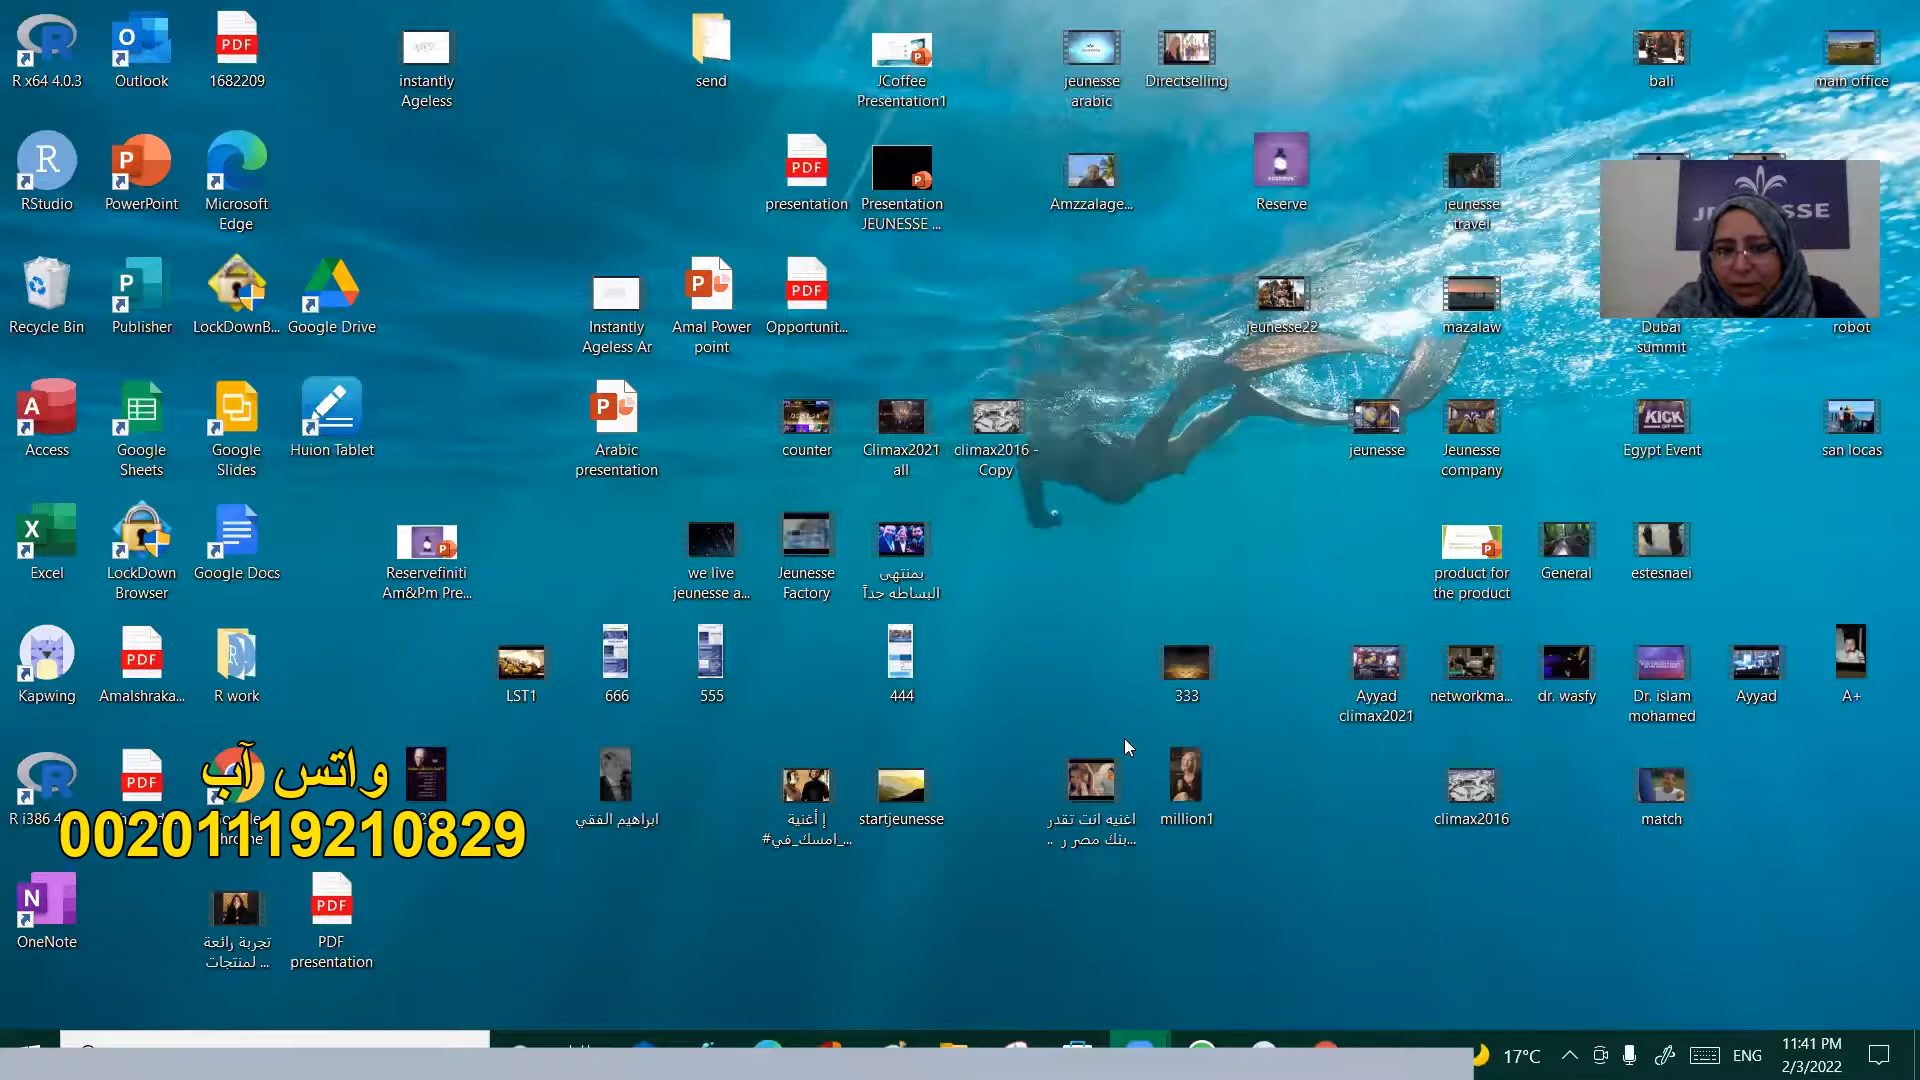 R x64 4.0.3
Outlook
1682209
instantly
Ageless
send
JCoffee
Presentation1
jeunesse
arabic
Directselling
bali
main office
RStudio
PowerPoint
Microsoft
Edge
presentation
Presentation
JEUNESSE ...
Amzzalage...
Reserve
jeunesse
travel
Recycle Bin
Publisher
LockDownB...
Google Drive
Instantly
Ageless Ar
Amal Power
point
Opportunit...
jeunesse22
mazalaw
Dubai
summit
robot
Access
Google
Sheets
Google
Slides
Huion Tablet
Arabic
presentation
counter
Climax2021
all
climax2016 -
Copy
jeunesse
Jeunesse
company
KICK
Egypt Event
san locas
Excel
LockDown
Browser
Google Docs
Reservefiniti
Am&Pm Pre...
we live
jeunesse a...
Jeunesse
Factory
بمنتهى
البساطه جداً
product for
the product
General
estesnaei
Kapwing
Amalshraka...
R work
LST1
666
555
444
333
Ayyad
climax2021
networkma...
dr. wasfy
Dr. islam
mohamed
Ayyad
A+
واتس آب
00201119210829
R i386 4
ابراهيم الفقي
إ أغنية
#امسك_في_...
startjeunesse
اغنيه انت تقدر
بنك مصر ر ..
million1
climax2016
match
OneNote
تجربة رائعة
لمنتجات ...
PDF
presentation
17°C
ENG
11:41 PM
2/3/2022